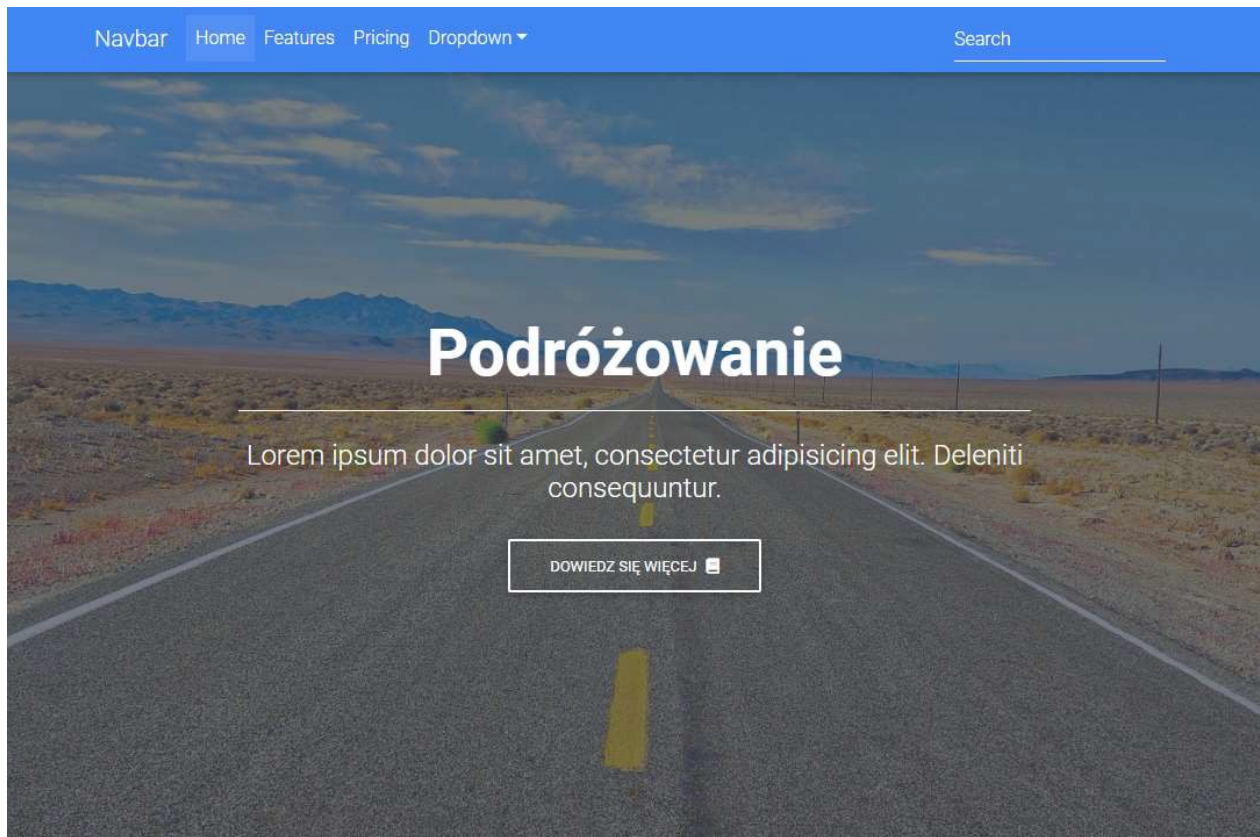 Navbar Home Features Pricing Dropdown Search
Podróżowanie
Lorem ipsum dolor sit amet, consectetur adipisicing elit. Deleniti
consequuntur.
DOWIEDZ SIĘ WIĘCEJ